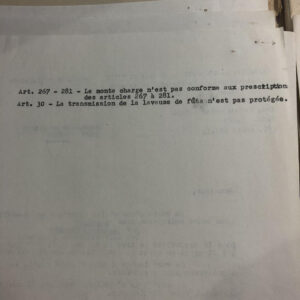 Art. 267 - 281 - Le monte charge n'est pas conforme aux prescription
des articles 267 à 281.
Art. 30 - La transmission de la laveuse de fûts n'est pas protégée.